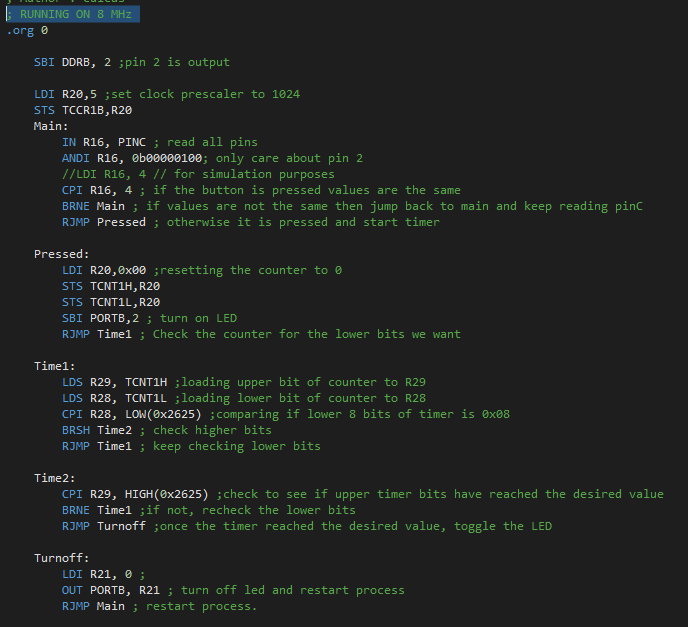 ; RUNNING ON 8 MHz
.org 0
SBI DDRB, 2 ;pin 2 is output
LDI R20,5 ;set clock prescaler to 1024
STS TCCR1B,R20
Main:
IN R16, PINC ; read all pins
ANDI R16, 0b00000100; only care about pin 2
//LDI R16, 4 // for simulation purposes
CPI R16, 4 ; if the button is pressed values are the same
BRNE Main ; if values are not the same then jump back to main and keep reading pinC
RJMP Pressed ; otherwise it is pressed and start timer
Pressed:
LDI R20,0x00 ;resetting the counter to 0
STS TCNT1H,R20
STS TCNT1L,R20
SBI PORTB,2 ; turn on LED
RJMP Time1 ; Check the counter for the lower bits we want
Time1:
LDS R29, TCNT1H ;loading upper bit of counter to R29
LDS R28, TCNT1L ;loading lower bit of counter to R28
CPI R28, LOW(0x2625) ;comparing if lower 8 bits of timer is 0x08
BRSH Time2 ; check higher bits
RJMP Time1 ; keep checking lower bits
Time2:
CPI R29, HIGH(0x2625) ;check to see if upper timer bits have reached the desired value
BRNE Time1 ;if not, recheck the lower bits
RJMP Turnoff ;once the timer reached the desired value, toggle the LED
Turnoff:
LDI R21, 0 ;
OUT PORTB, R21 ; turn off led and restart process
RJMP Main ; restart process.